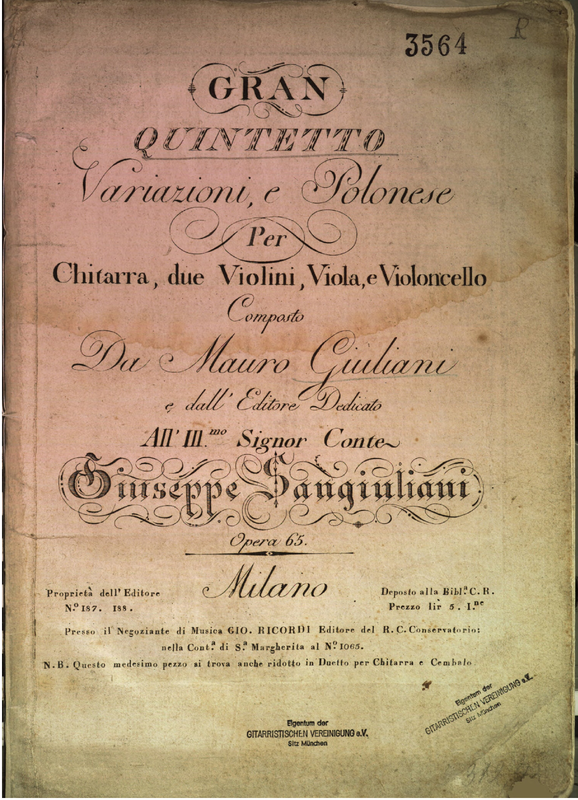 3564
R
GRAN
QUINTETTO
Variazioni, e Polonese
Per
Chitarra, due Violini, Viola, e Violoncello
Composto
Da Mauro Giuliani
e dall' Editore Dedicato
All' Ill.mo Signor Conte
Giuseppe Sangiuliani
Opera 65.
Milano
Proprietà dell' Editore
N.o 187. 188.
Deposto alla Bibl.a C. R.
Prezzo lir 5. I.ne
Presso il Negoziante di Musica GIO. RICORDI Editore del R. C. Conservatorio;
nella Cont.a di S.a Margherita al N.o 1065.
N.B. Questo medesimo pezzo si trova anche ridotto in Duetto per Chitarra e Cembalo.
Eigentum der
GITARRISTISCHEN VEREINIGUNG e.V.
Sitz München
Eigentum der
GITARRISTISCHEN VEREINIGUNG e.V.
Sitz München